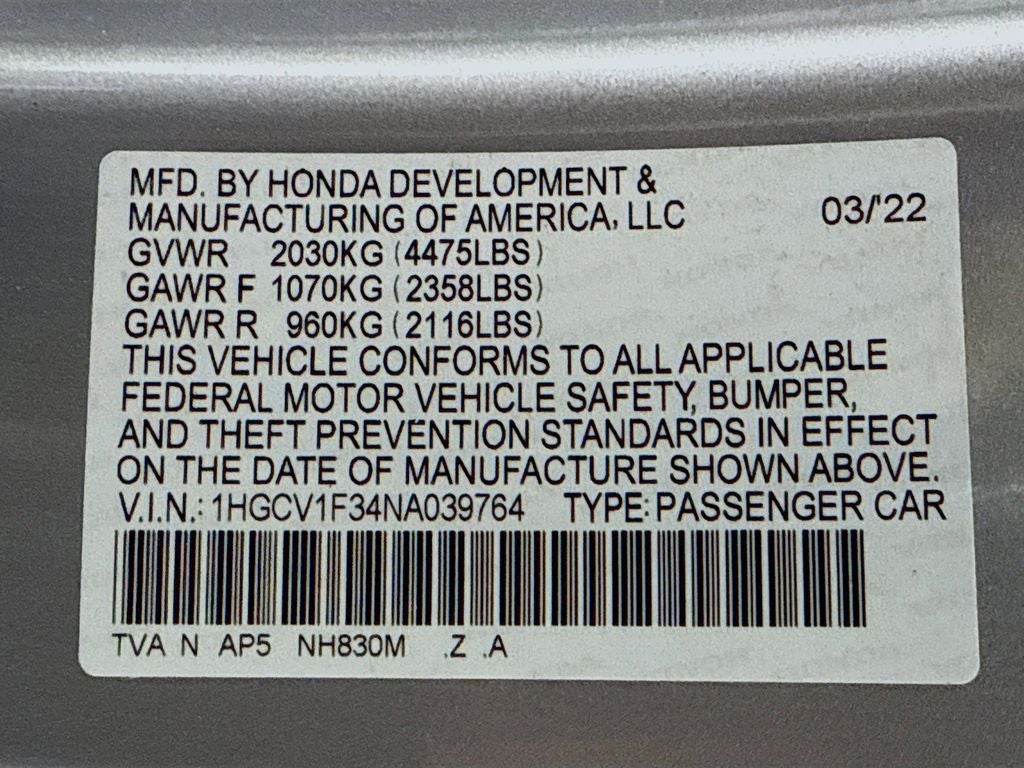 MFD. BY HONDA DEVELOPMENT &
MANUFACTURING OF AMERICA, LLC 03/'22
GVWR 2030KG (4475LBS)
GAWR F 1070KG (2358LBS)
GAWR R 960KG (2116LBS)
THIS VEHICLE CONFORMS TO ALL APPLICABLE
FEDERAL MOTOR VEHICLE SAFETY, BUMPER,
AND THEFT PREVENTION STANDARDS IN EFFECT
ON THE DATE OF MANUFACTURE SHOWN ABOVE.
V.I.N.: 1HGCV1F34NA039764 TYPE: PASSENGER CAR
TVA N AP5 NH830M .Z .A